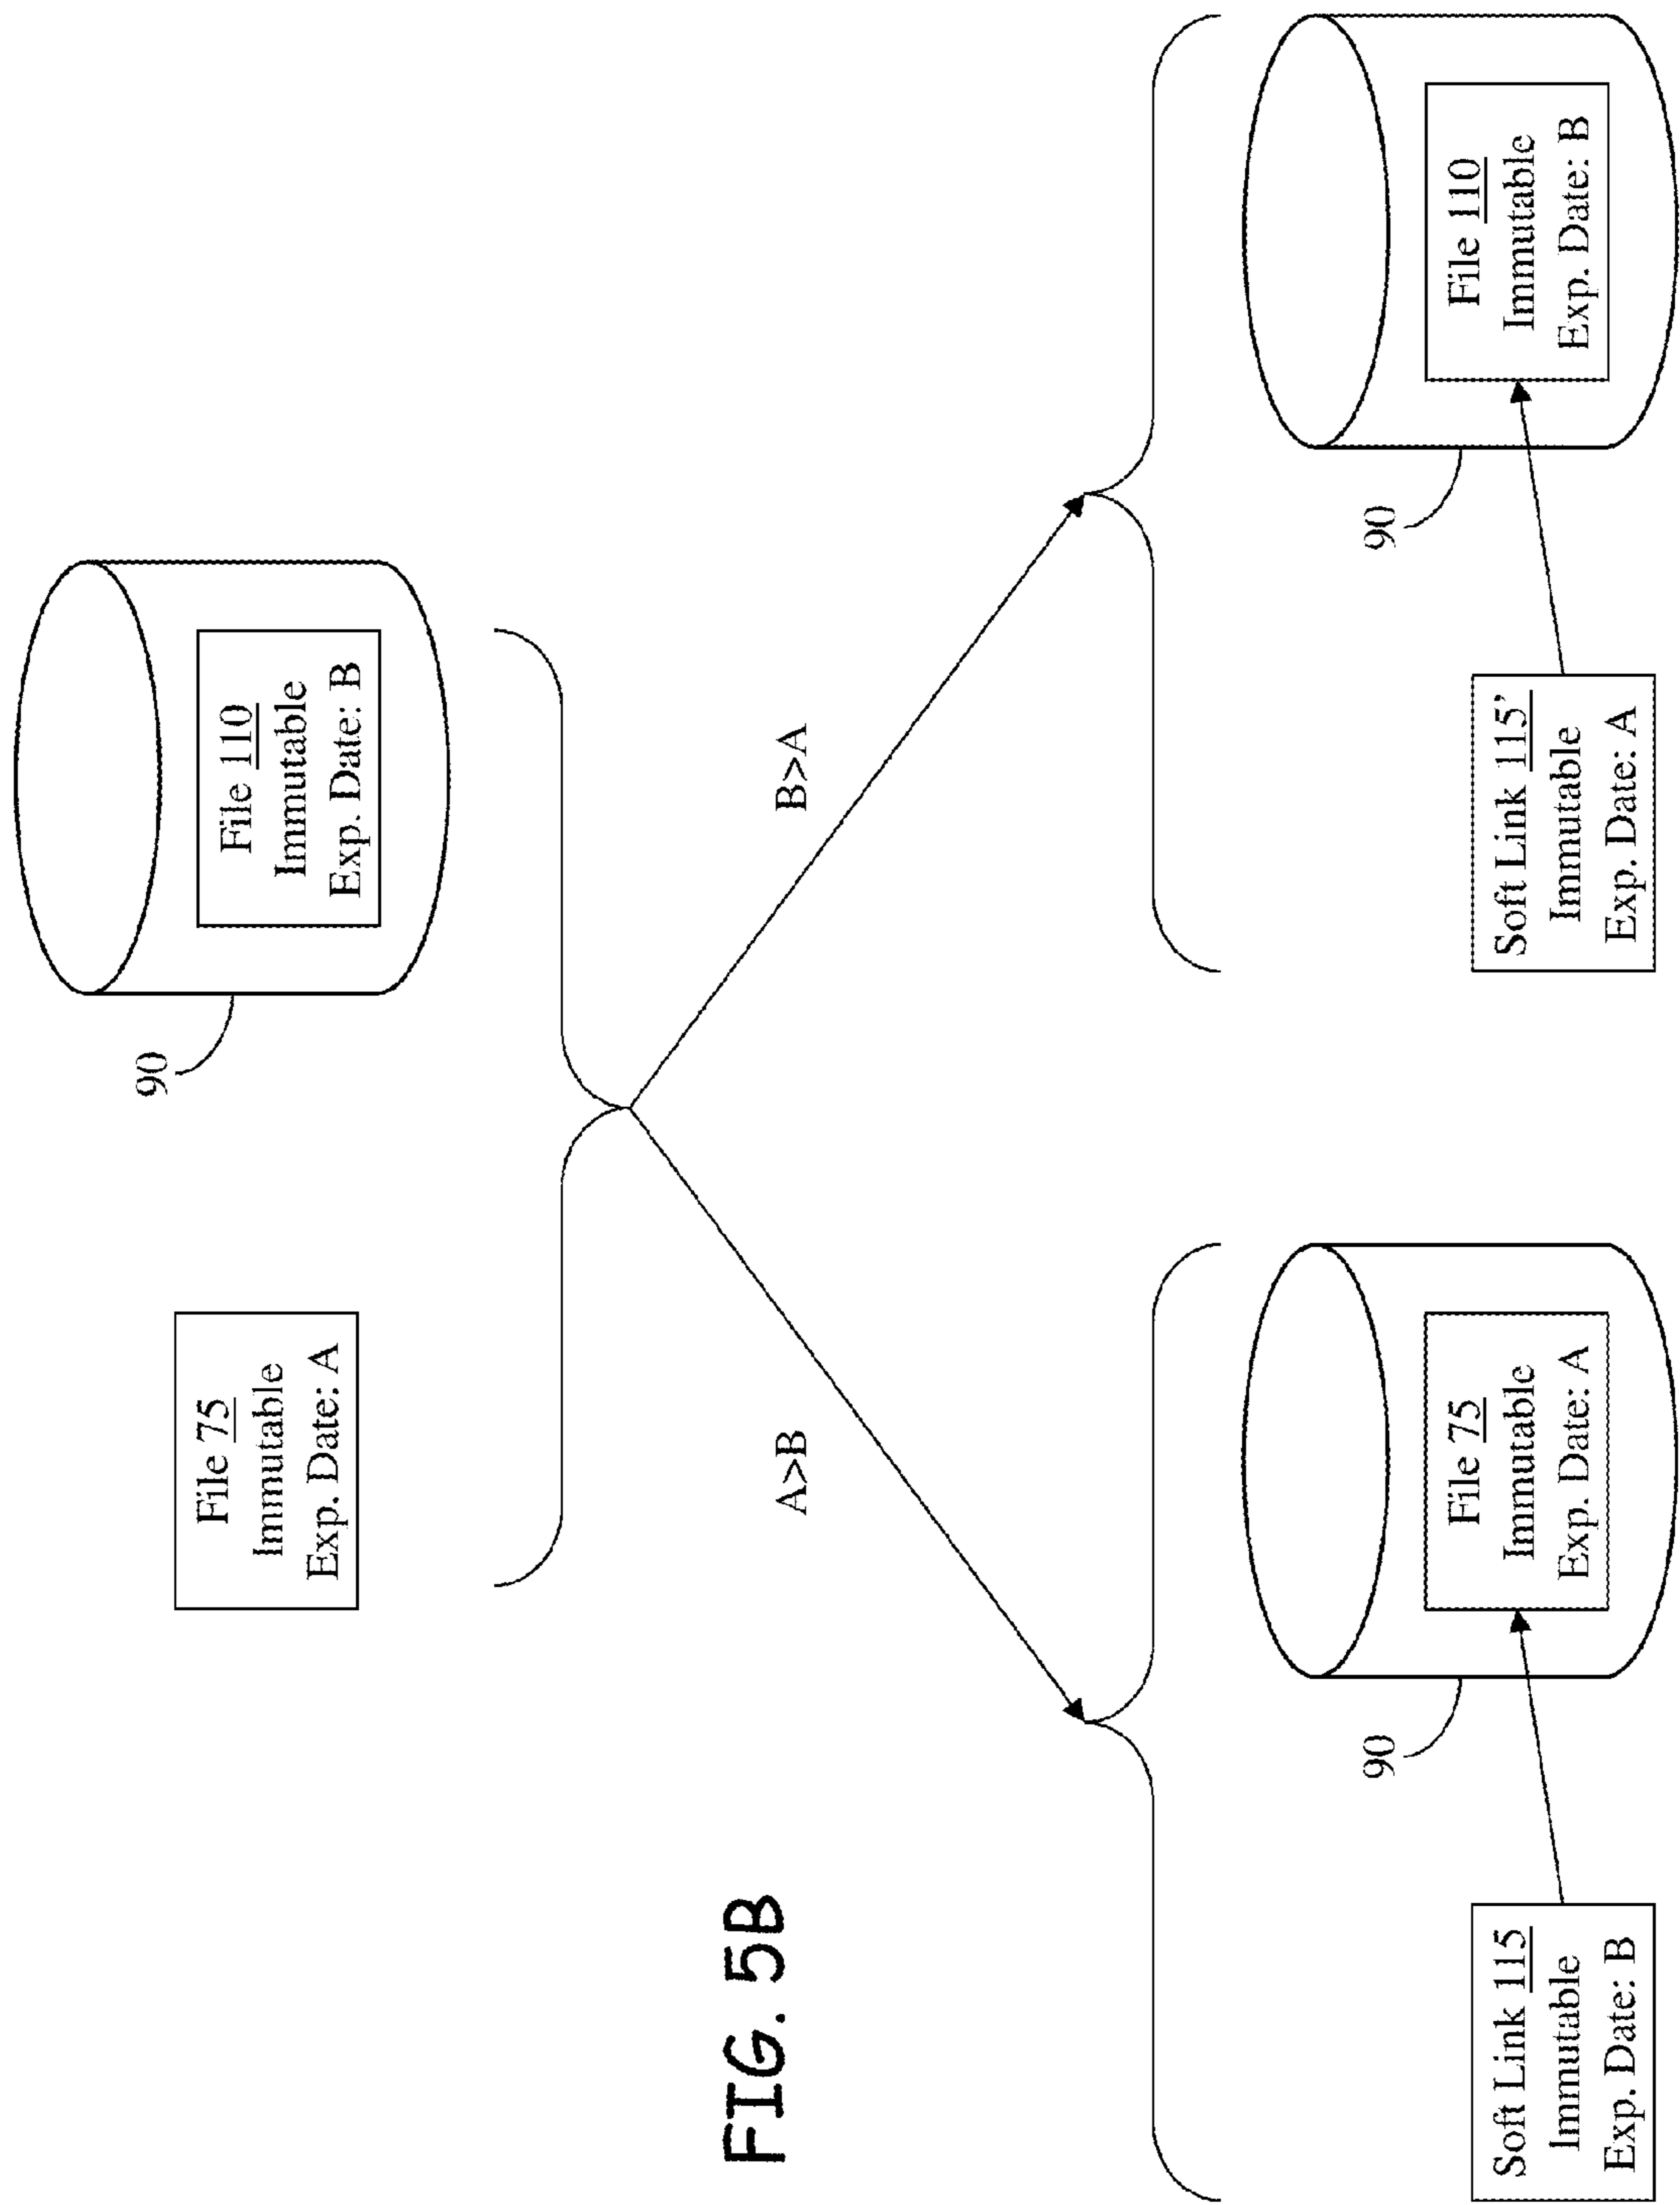 File 75
Immutable
Exp. Date: A
90
File 110
Immutable
Exp. Date: B
A>B
B>A
FIG. 5B
Soft Link 115
Immutable
Exp. Date: B
90
File 75
Immutable
Exp. Date: A
Soft Link 115’
Immutable
Exp. Date: A
90
File 110
Immutable
Exp. Date: B